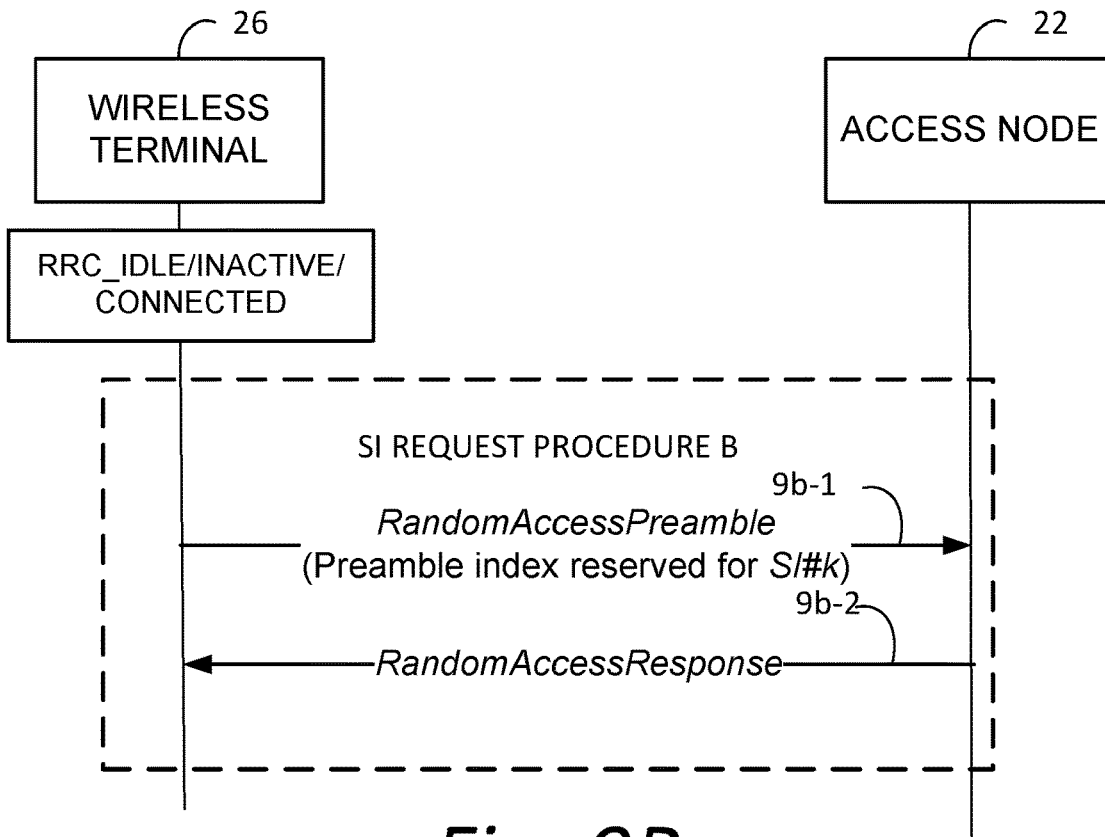 26
22
WIRELESS
TERMINAL
ACCESS NODE
RRC_IDLE/INACTIVE/
CONNECTED
SI REQUEST PROCEDURE B
9b-1
RandomAccessPreamble
(Preamble index reserved for SI#k)
9b-2
RandomAccessResponse